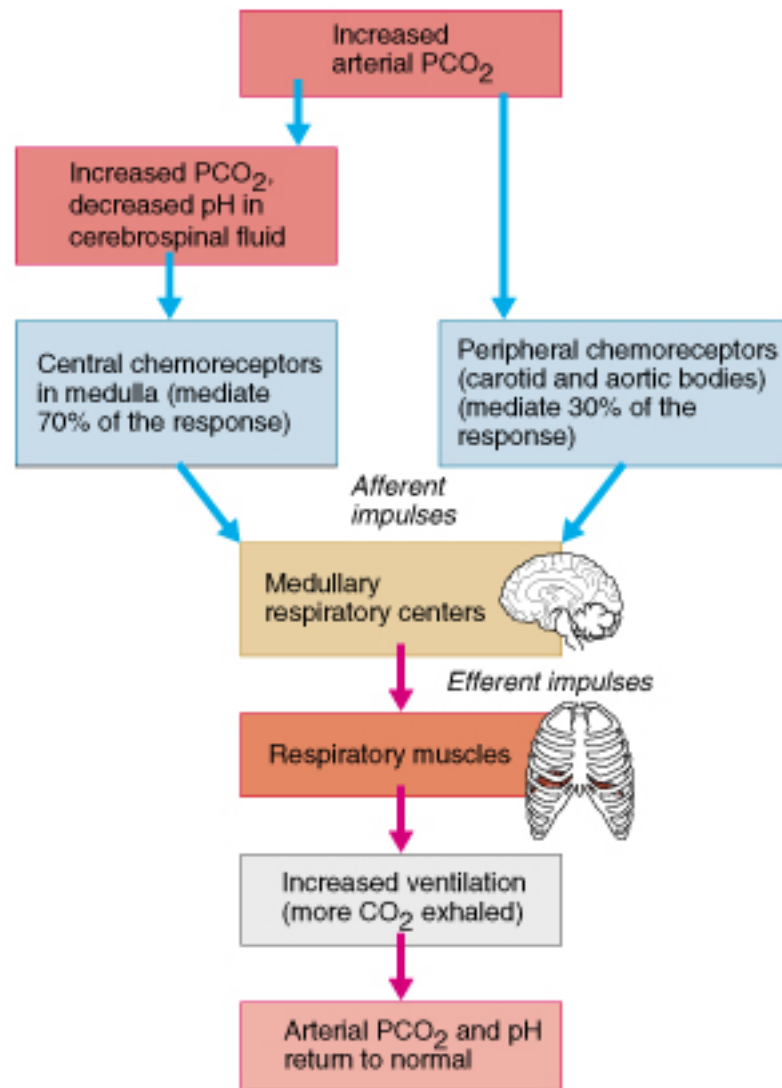 Increased
arterial PCO₂
Increased PCO₂,
decreased pH in
cerebrospinal fluid
Central chemoreceptors
in medulla (mediate
70% of the response)
Peripheral chemoreceptors
(carotid and aortic bodies)
(mediate 30% of the
response)
Afferent
impulses
Medullary
respiratory centers
Efferent impulses
Respiratory muscles
Increased ventilation
(more CO₂ exhaled)
Arterial PCO₂ and pH
return to normal